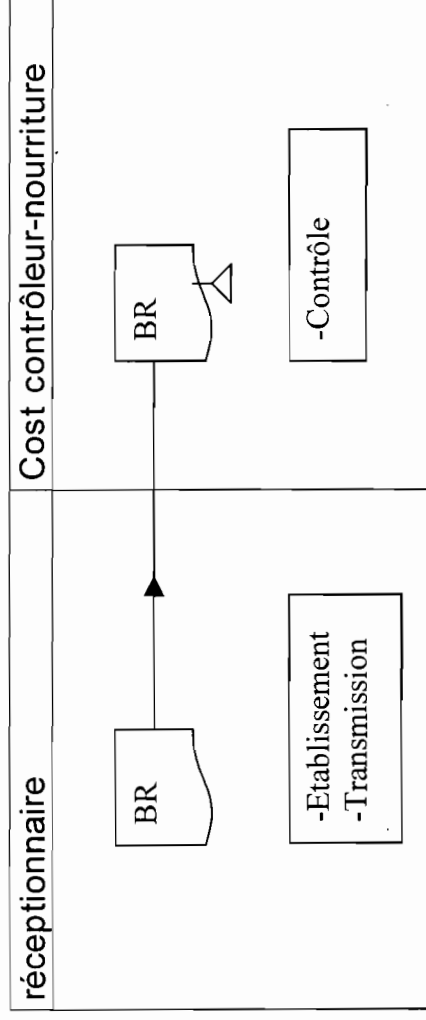 réceptionnaire
Cost contrôleur-nourriture
BR
BR
-Etablissement
-Transmission
-Contrôle